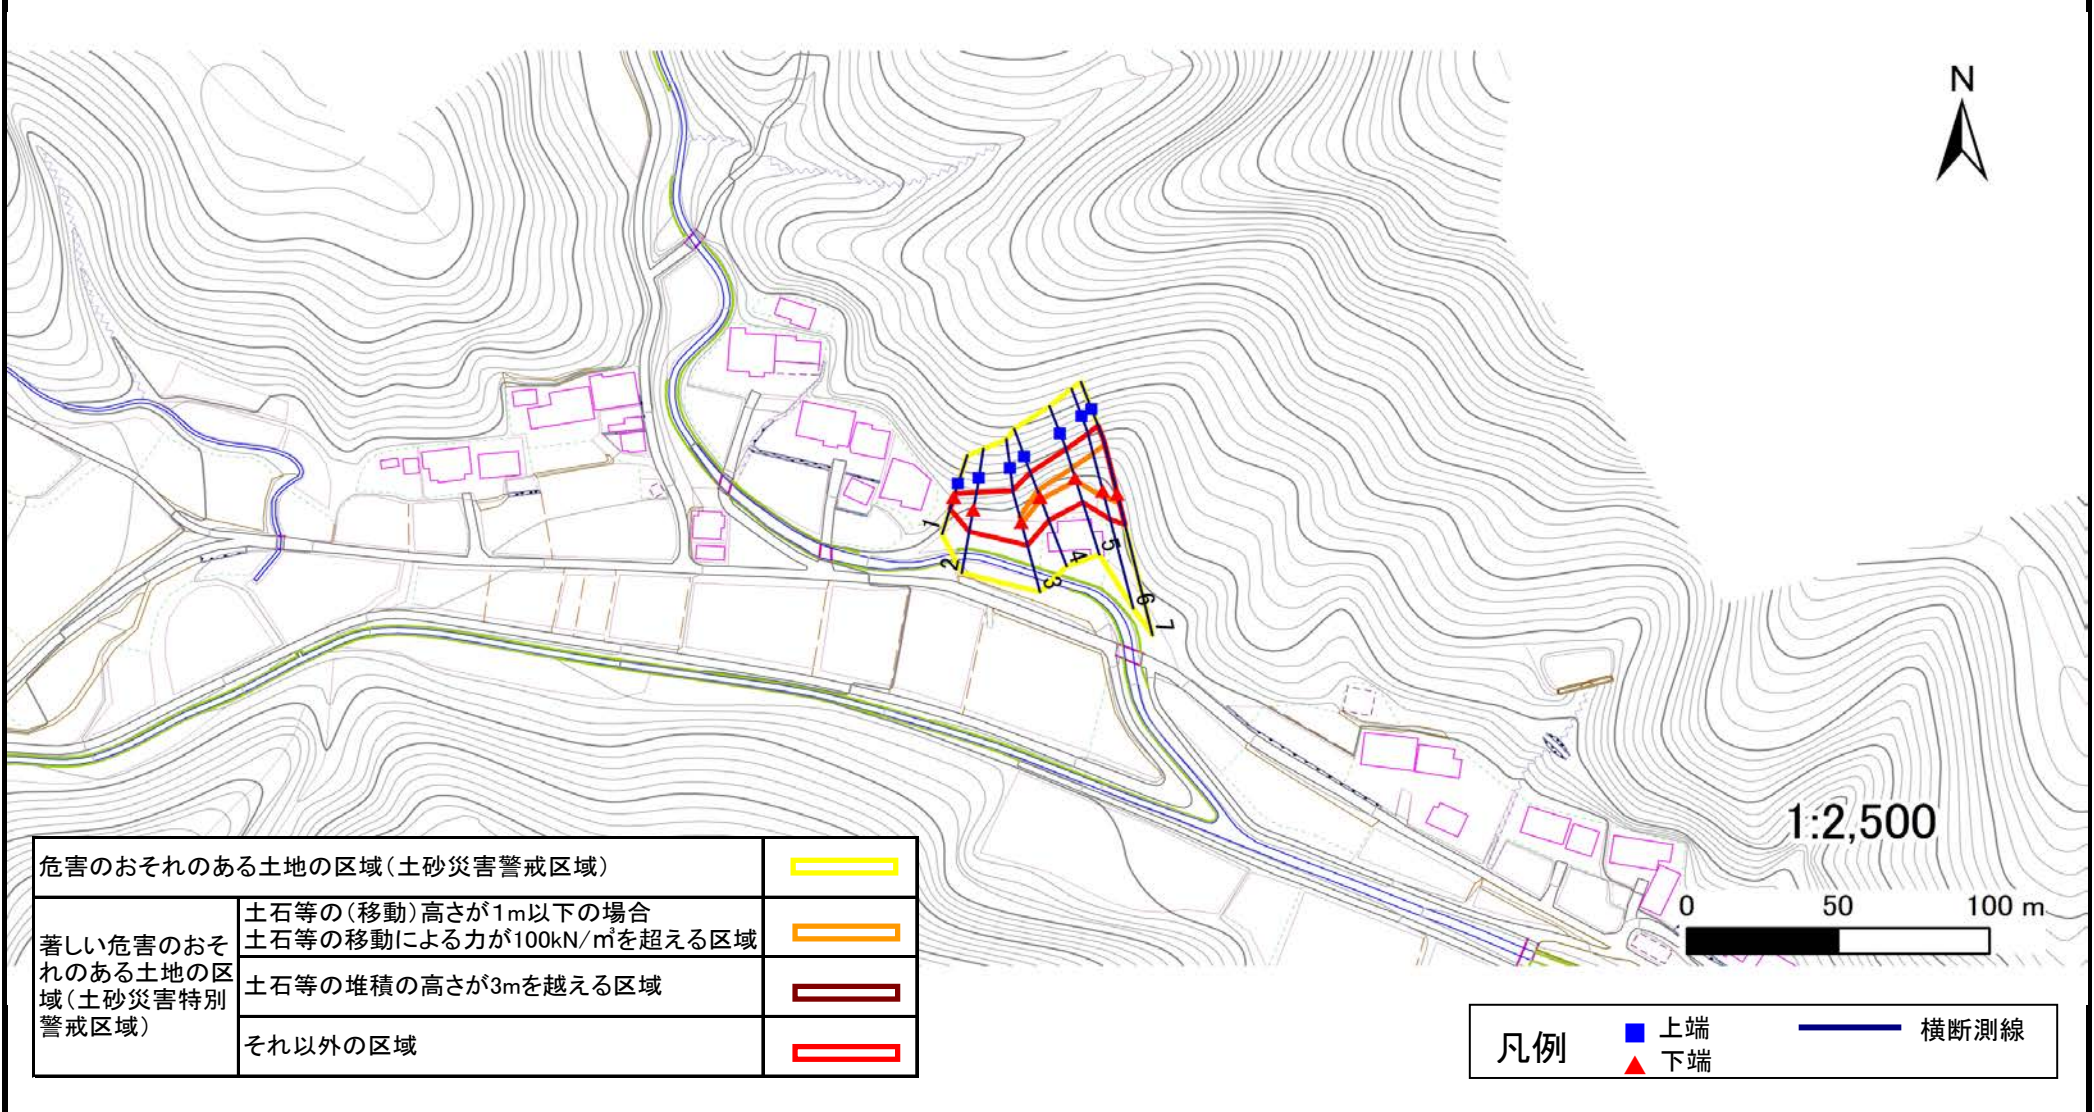 N
1
2
3
4
5
6
7
1:2,500
0 50 100 m
危害のおそれのある土地の区域(土砂災害警戒区域)
著しい危害のおそ
れのある土地の区
域(土砂災害特別
警戒区域)
土石等の(移動)高さが1m以下の場合
土石等の移動による力が100kN/㎡を超える区域
土石等の堆積の高さが3mを越える区域
それ以外の区域
凡例
上端
下端
横断測線